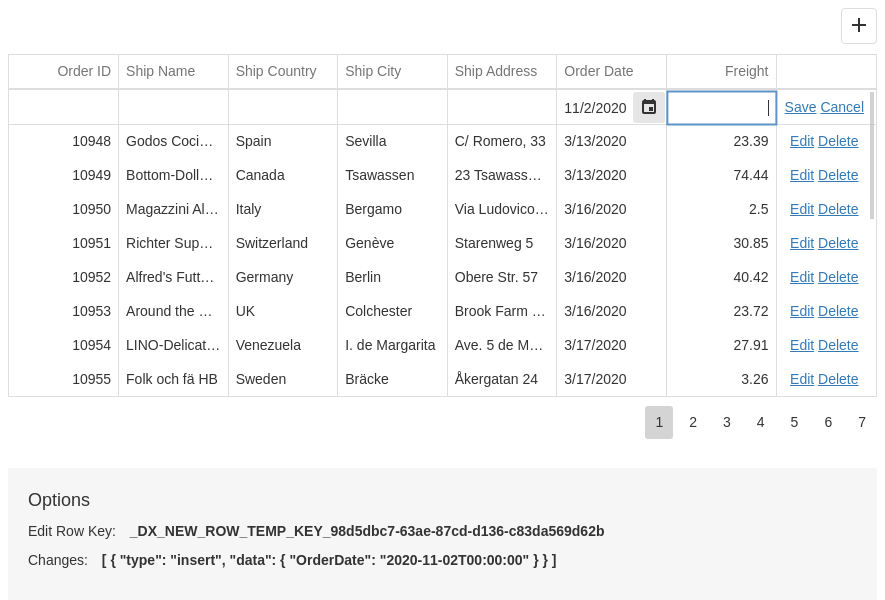 +
Order ID Ship Name Ship Country Ship City Ship Address Order Date Freight
11/2/2020 Save Cancel
10948 Godos Coci… Spain Sevilla C/ Romero, 33 3/13/2020 23.39 Edit Delete
10949 Bottom-Doll… Canada Tsawassen 23 Tsawass… 3/13/2020 74.44 Edit Delete
10950 Magazzini Al… Italy Bergamo Via Ludovico… 3/16/2020 2.5 Edit Delete
10951 Richter Sup… Switzerland Genève Starenweg 5 3/16/2020 30.85 Edit Delete
10952 Alfred's Futt… Germany Berlin Obere Str. 57 3/16/2020 40.42 Edit Delete
10953 Around the … UK Colchester Brook Farm … 3/16/2020 23.72 Edit Delete
10954 LINO-Delicat… Venezuela I. de Margarita Ave. 5 de M… 3/17/2020 27.91 Edit Delete
10955 Folk och fä HB Sweden Bräcke Åkergatan 24 3/17/2020 3.26 Edit Delete
1 2 3 4 5 6 7
Options
Edit Row Key: _DX_NEW_ROW_TEMP_KEY_98d5dbc7-63ae-87cd-d136-c83da569d62b
Changes: [ { "type": "insert", "data": { "OrderDate": "2020-11-02T00:00:00" } } ]